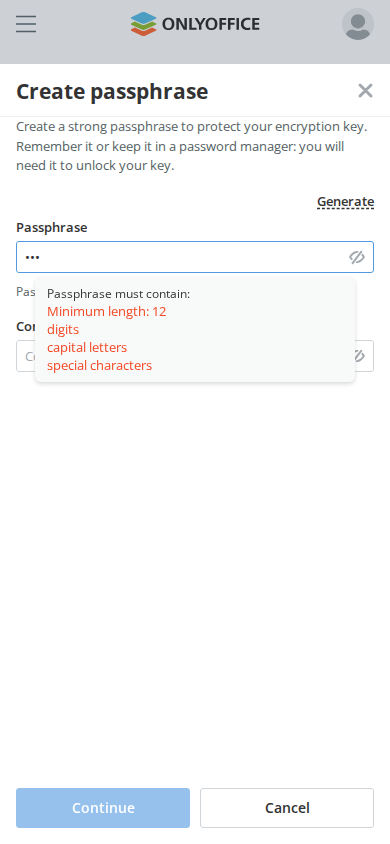 ONLYOFFICE
Create passphrase
Create a strong passphrase to protect your encryption key.
Remember it or keep it in a password manager: you will
need it to unlock your key.
Generate
Passphrase
•••
Passphrase must contain:
Minimum length: 12
digits
capital letters
special characters
Continue
Cancel